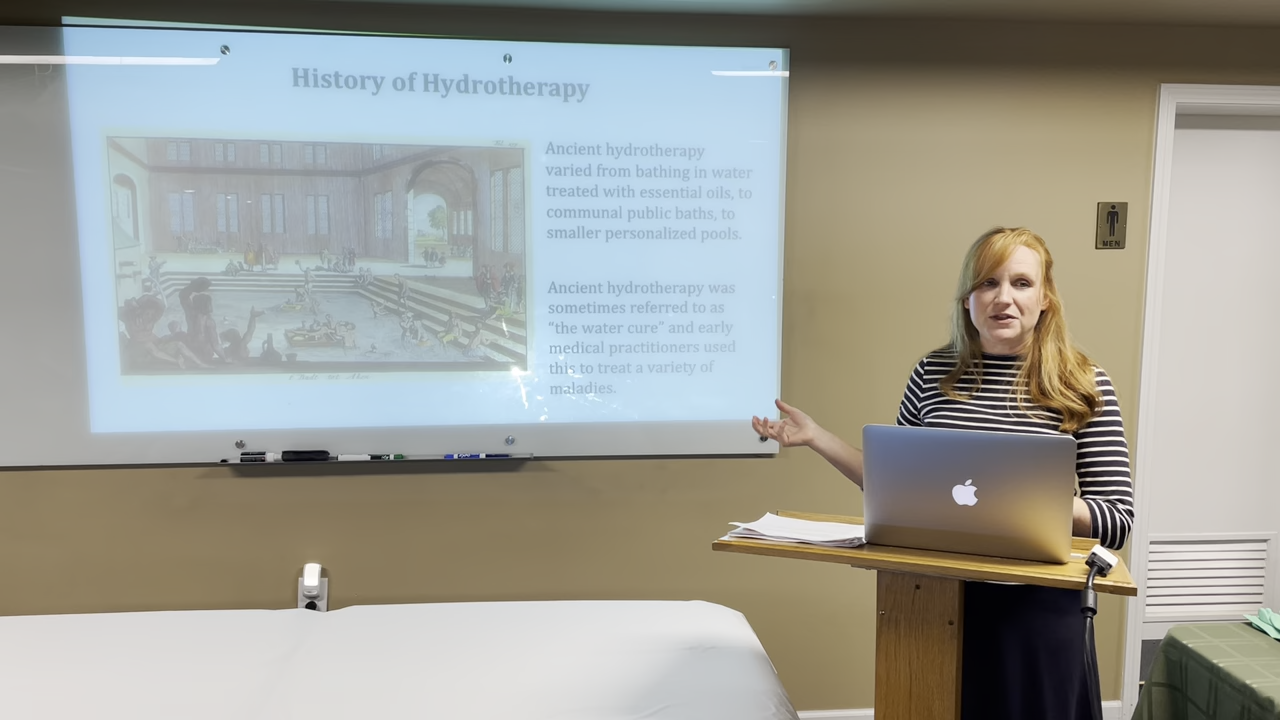 History of Hydrotherapy
Ancient hydrotherapy
varied from bathing in water
treated with essential oils, to
communal public baths, to
smaller personalized pools.
Ancient hydrotherapy was
sometimes referred to as
“the water cure” and early
medical practitioners used
this to treat a variety of
maladies.
MEN